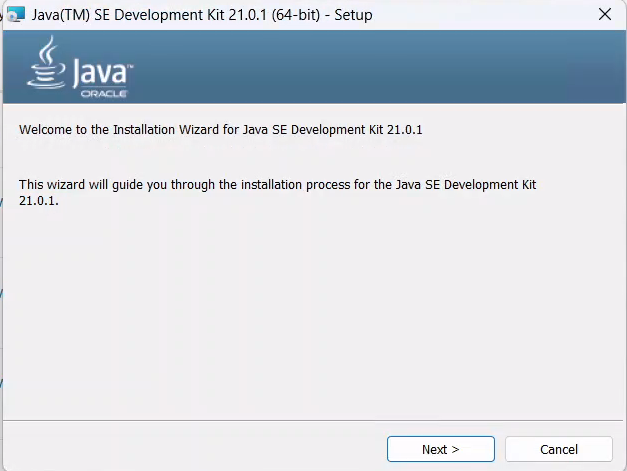 Java(TM) SE Development Kit 21.0.1 (64-bit) - Setup
Java™
ORACLE
Welcome to the Installation Wizard for Java SE Development Kit 21.0.1
This wizard will guide you through the installation process for the Java SE Development Kit
21.0.1.
Next >
Cancel